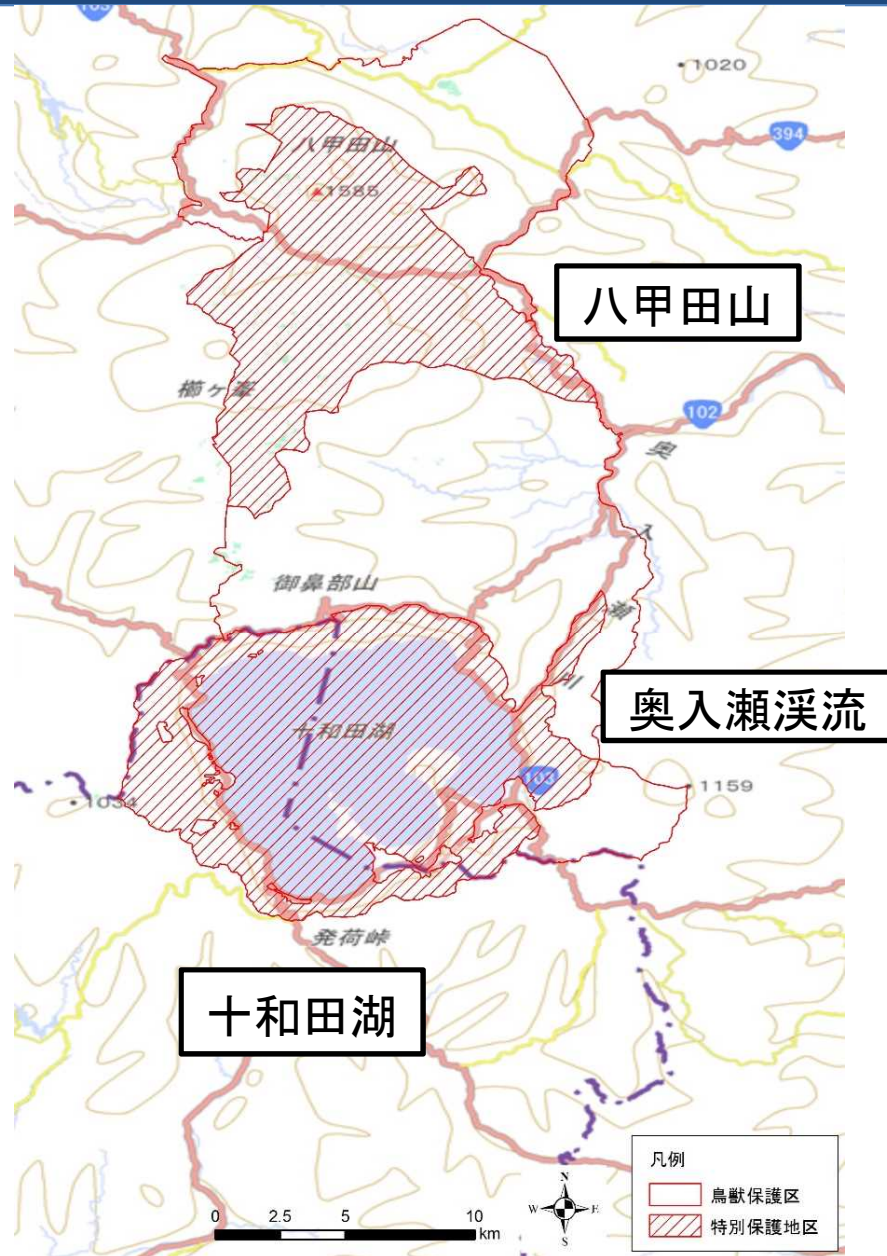 103
1020
394
八甲田山
1585
八甲田山
櫛ヶ峯
102
奥
入
瀬
川
御鼻部山
奥入瀬渓流
十和田湖
103
1159
1034
発荷峠
十和田湖
凡例
鳥獣保護区
特別保護地区
N
W
E
S
0 2.5 5 10
km